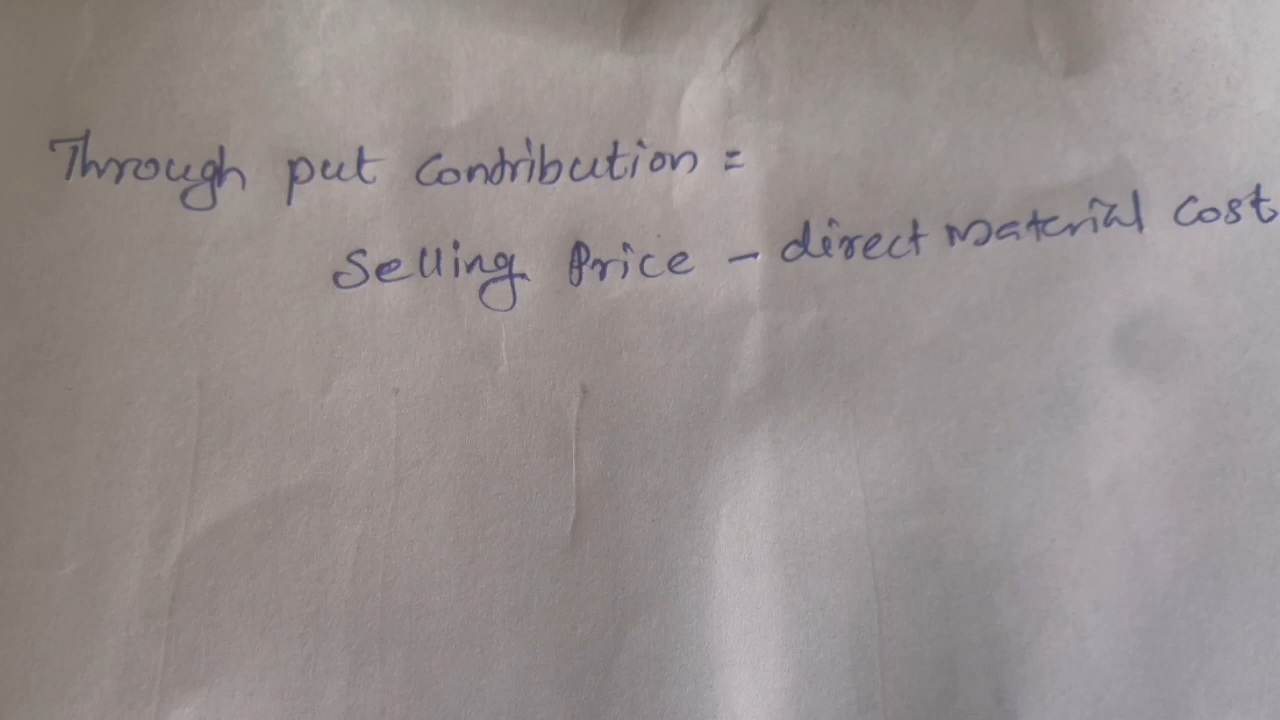 Through put Contribution =
Selling Price - direct material cost